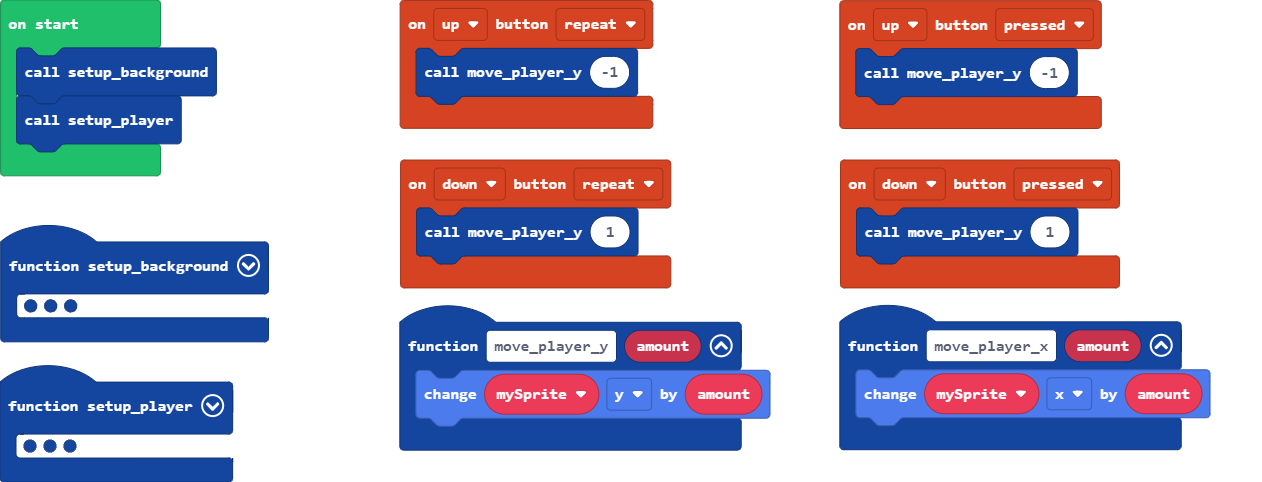 on start
call setup_background
call setup_player
function setup_background
function setup_player
on up button repeat
call move_player_y -1
on down button repeat
call move_player_y 1
function move_player_y amount
change mySprite y by amount
on up button pressed
call move_player_y -1
on down button pressed
call move_player_y 1
function move_player_x amount
change mySprite x by amount